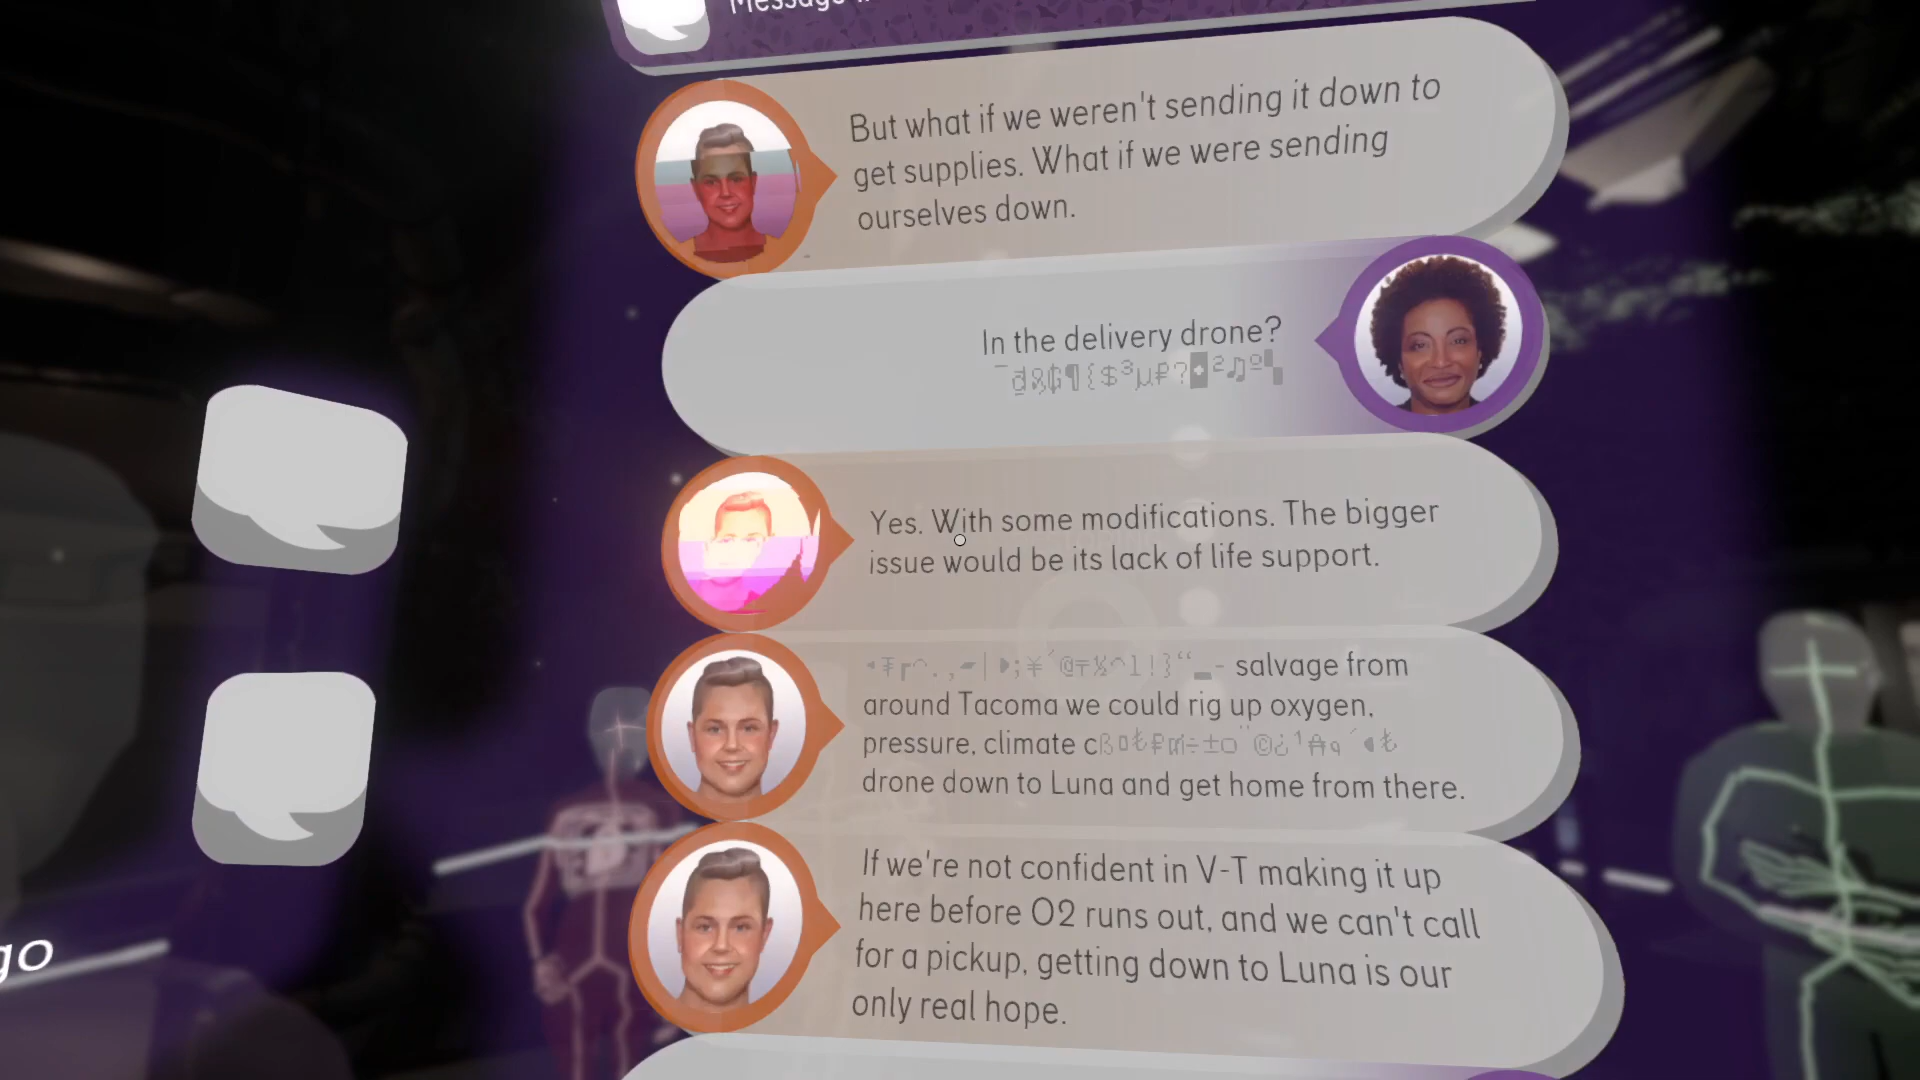 Message
But what if we weren't sending it down to
get supplies. What if we were sending
ourselves down.
In the delivery drone?
Yes. With some modifications. The bigger
issue would be its lack of life support.
salvage from
around Tacoma we could rig up oxygen,
pressure, climate c
drone down to Luna and get home from there.
If we're not confident in V-T making it up
here before O2 runs out, and we can't call
for a pickup, getting down to Luna is our
only real hope.
go